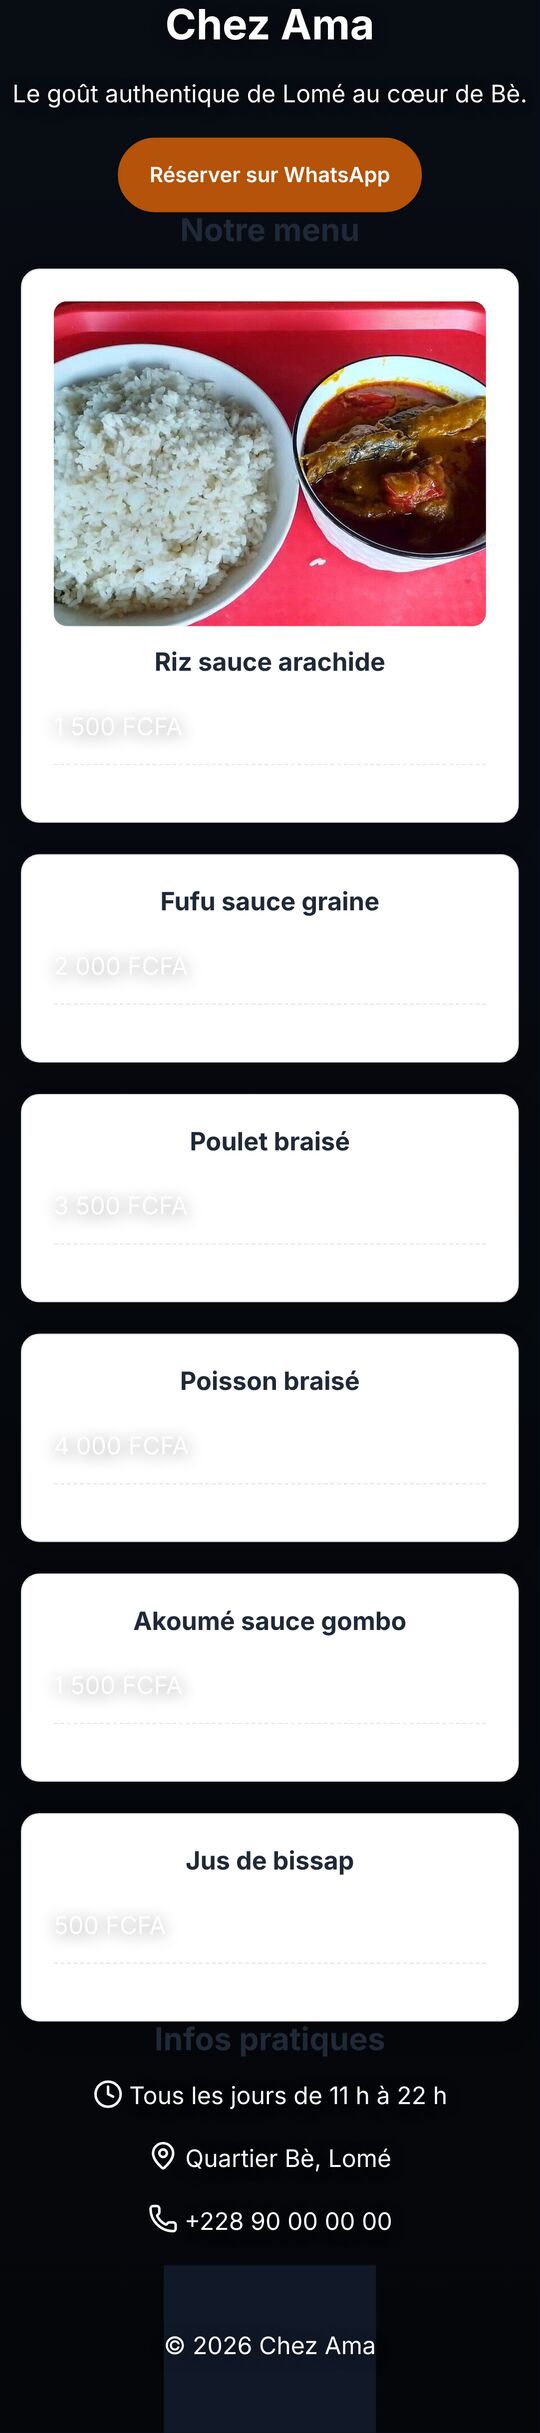 Chez Ama
Le goût authentique de Lomé au cœur de Bè.
Réserver sur WhatsApp
Notre menu
Riz sauce arachide
1 500 FCFA
Fufu sauce graine
2 000 FCFA
Poulet braisé
3 500 FCFA
Poisson braisé
4 000 FCFA
Akoumé sauce gombo
1 500 FCFA
Jus de bissap
500 FCFA
Infos pratiques
Tous les jours de 11 h à 22 h
Quartier Bè, Lomé
+228 90 00 00 00
© 2026 Chez Ama